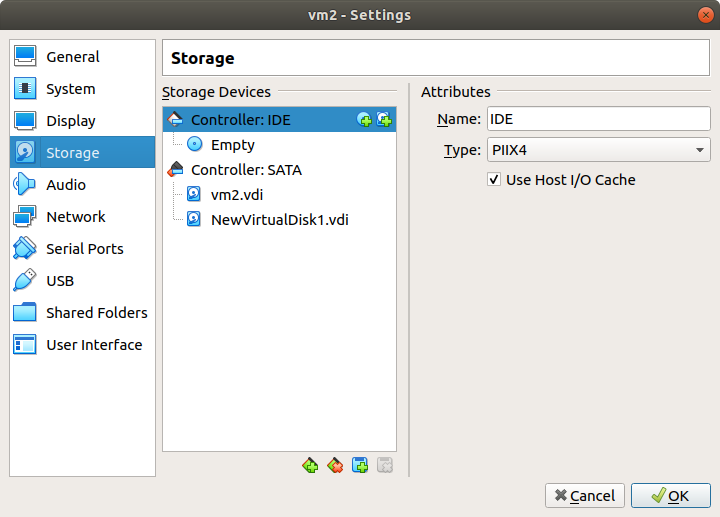 vm2 - Settings
General
System
Display
Storage
Audio
Network
Serial Ports
USB
Shared Folders
User Interface
Storage
Storage Devices
Controller: IDE
Empty
Controller: SATA
vm2.vdi
NewVirtualDisk1.vdi
Attributes
Name: IDE
Type: PIIX4
Use Host I/O Cache
Cancel
OK